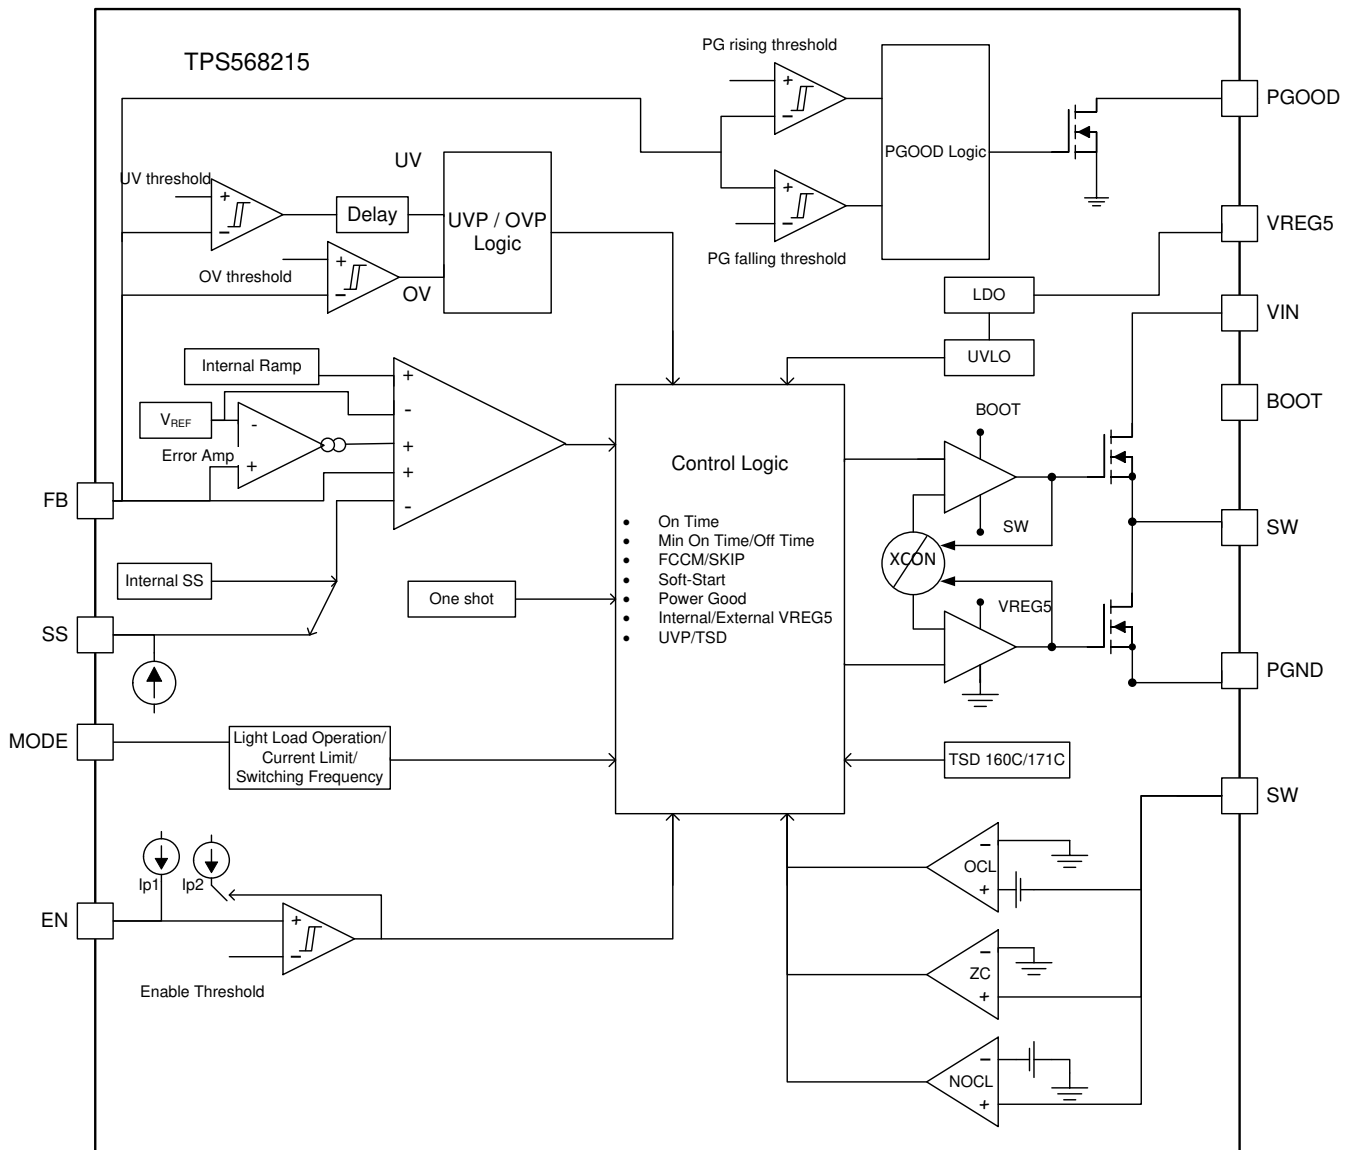 TPS568215
PG rising threshold
+
−
PGOOD Logic
PGOOD
UV
UV threshold
+
−
Delay
UVP / OVP
Logic
+
−
PG falling threshold
VREG5
OV threshold
+
−
OV
LDO
UVLO
VIN
Internal Ramp
VREF
-
+
Error Amp
+
-
+
+
-
BOOT
BOOT
FB
Control Logic
SW
SW
XCON
• On Time
• Min On Time/Off Time
• FCCM/SKIP
• Soft-Start
• Power Good
• Internal/External VREG5
• UVP/TSD
Internal SS
One shot
VREG5
SS
PGND
MODE
Light Load Operation/
Current Limit/
Switching Frequency
TSD 160C/171C
SW
Ip1
Ip2
EN
+
−
Enable Threshold
−
OCL
+
−
ZC
+
−
NOCL
+